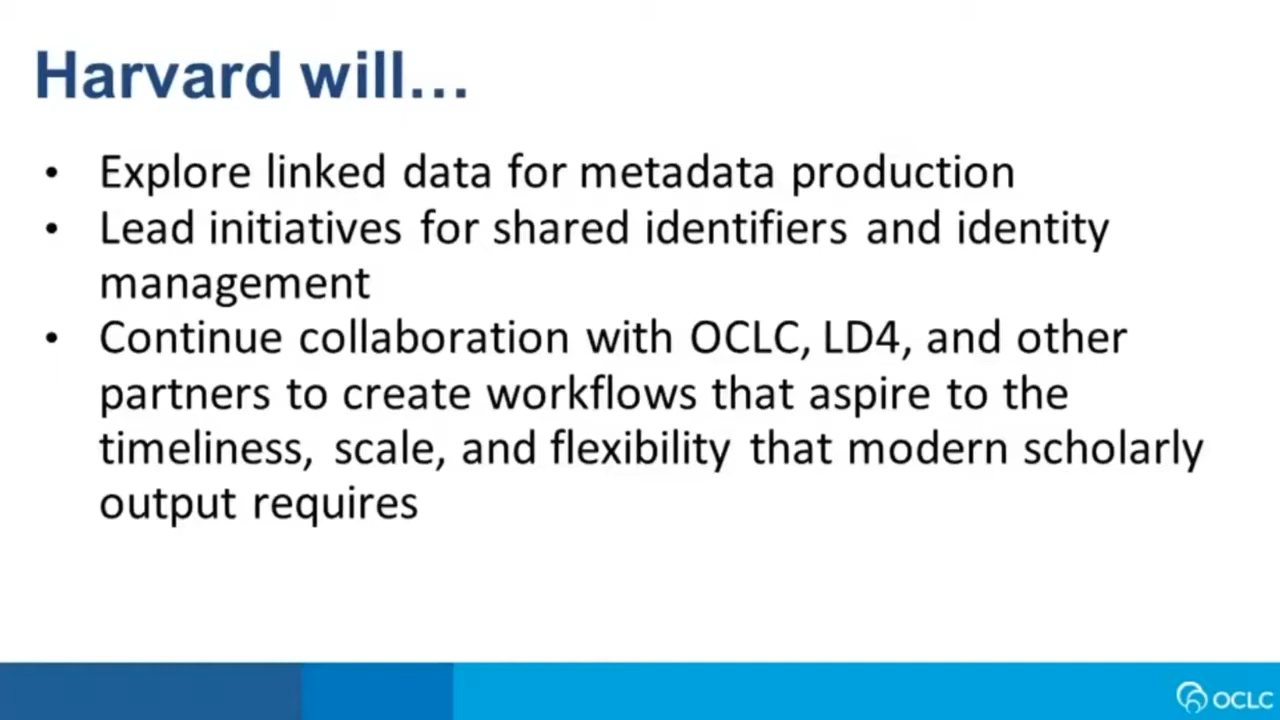 Harvard will...
• Explore linked data for metadata production
• Lead initiatives for shared identifiers and identity
management
• Continue collaboration with OCLC, LD4, and other
partners to create workflows that aspire to the
timeliness, scale, and flexibility that modern scholarly
output requires
OCLC